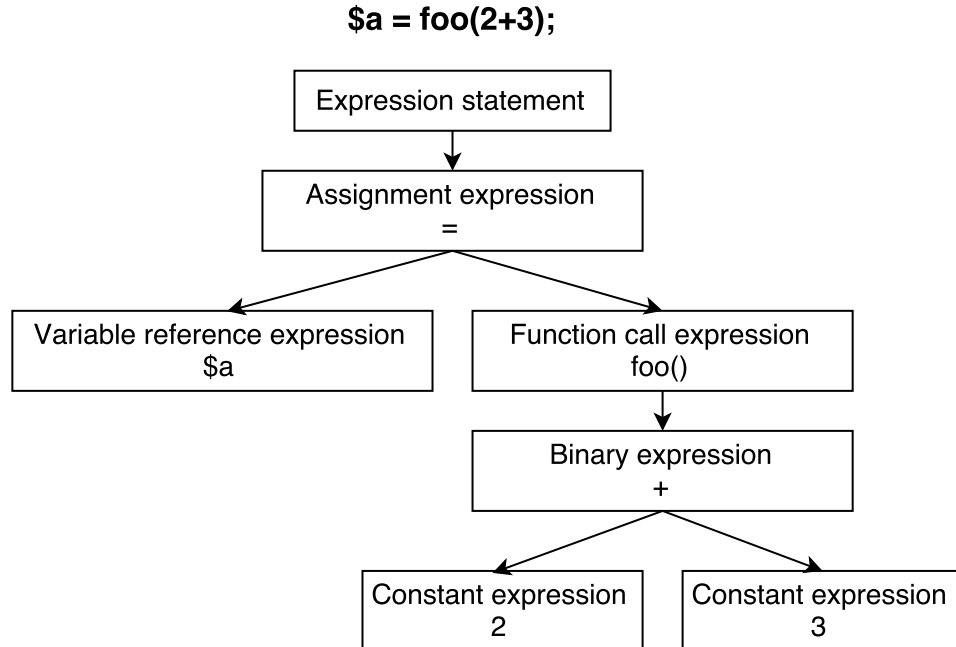 $a = foo(2+3);
Expression statement
Assignment expression
=
Variable reference expression
$a
Function call expression
foo()
Binary expression
+
Constant expression
2
Constant expression
3